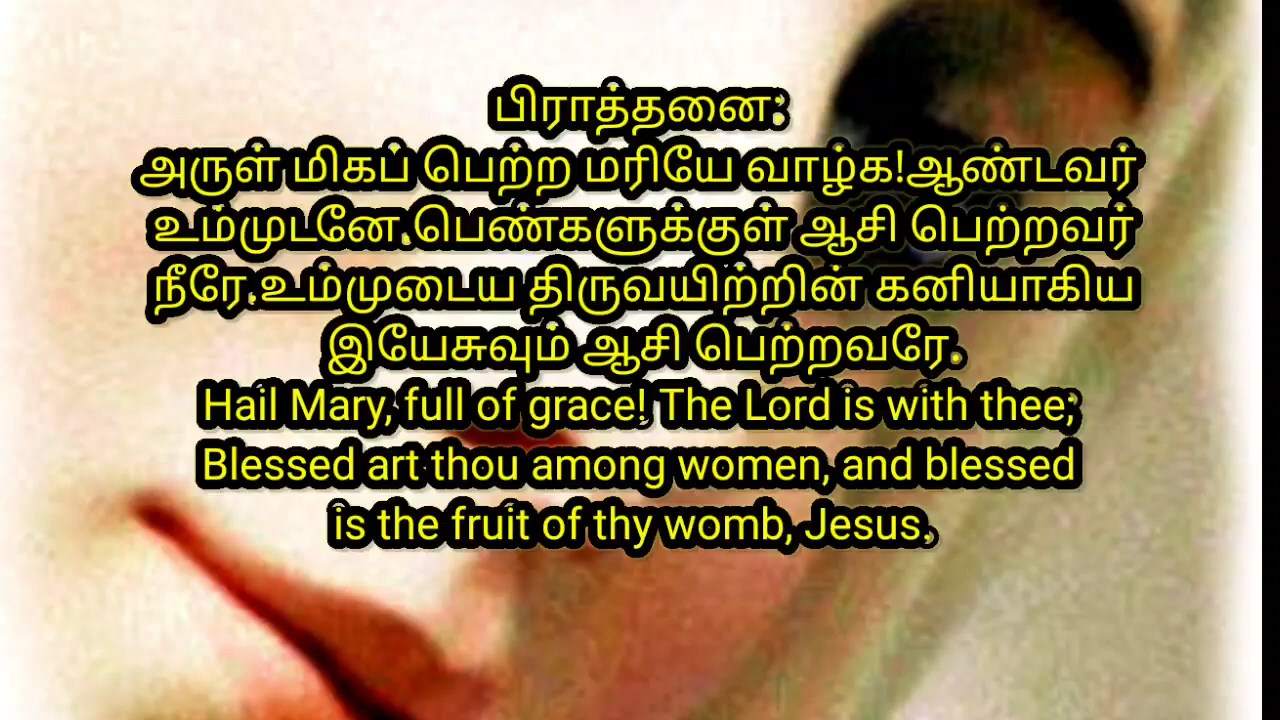 பிராத்தனை:
அருள் மிகப் பெற்ற மரியே வாழ்க!ஆண்டவர்
உம்முடனே.பெண்களுக்குள் ஆசி பெற்றவர்
நீரே.உம்முடைய திருவயிற்றின் கனியாகிய
இயேசுவும் ஆசி பெற்றவரே.
Hail Mary, full of grace! The Lord is with thee;
Blessed art thou among women, and blessed
is the fruit of thy womb, Jesus.